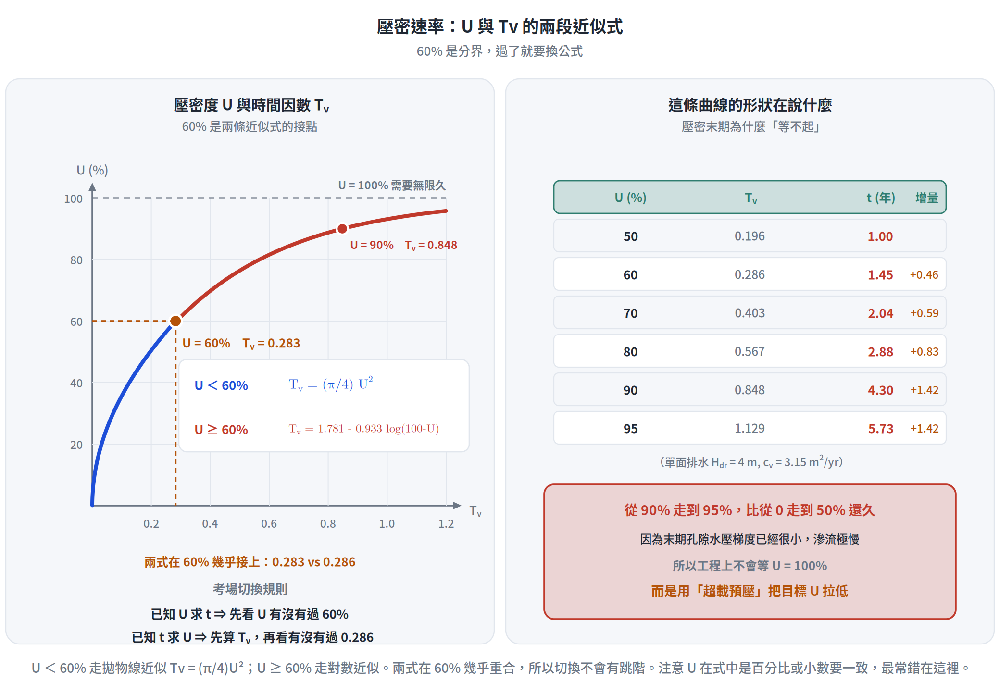 壓密速率：U 與 Tv 的兩段近似式
60% 是分界，過了就要換公式
壓密度 U 與時間因數 Tv
60% 是兩條近似式的接點
U (%)
U = 100% 需要無限久
100
80
60
40
20
U = 90% Tv = 0.848
U = 60% Tv = 0.283
U < 60% Tv = (π/4) U²
U ≥ 60% Tv = 1.781 - 0.933 log(100-U)
Tv
0.2 0.4 0.6 0.8 1.0 1.2
兩式在 60% 幾乎接上：0.283 vs 0.286
考場切換規則
已知 U 求 t ⇒ 先看 U 有沒有過 60%
已知 t 求 U ⇒ 先算 Tv，再看有沒有過 0.286
這條曲線的形狀在說什麼
壓密末期為什麼「等不起」
U (%) Tv t (年) 增量
50 0.196 1.00
60 0.286 1.45 +0.46
70 0.403 2.04 +0.59
80 0.567 2.88 +0.83
90 0.848 4.30 +1.42
95 1.129 5.73 +1.42
（單面排水 Hdr = 4 m, cv = 3.15 m²/yr）
從 90% 走到 95%，比從 0 走到 50% 還久
因為末期孔隙水壓梯度已經很小，滲流極慢
所以工程上不會等 U = 100%
而是用「超載預壓」把目標 U 拉低
U < 60% 走拋物線近似 Tv = (π/4)U²；U ≥ 60% 走對數近似。兩式在 60% 幾乎重合，所以切換不會有跳階。注意 U 在式中是百分比或小數要一致，最常錯在這裡。